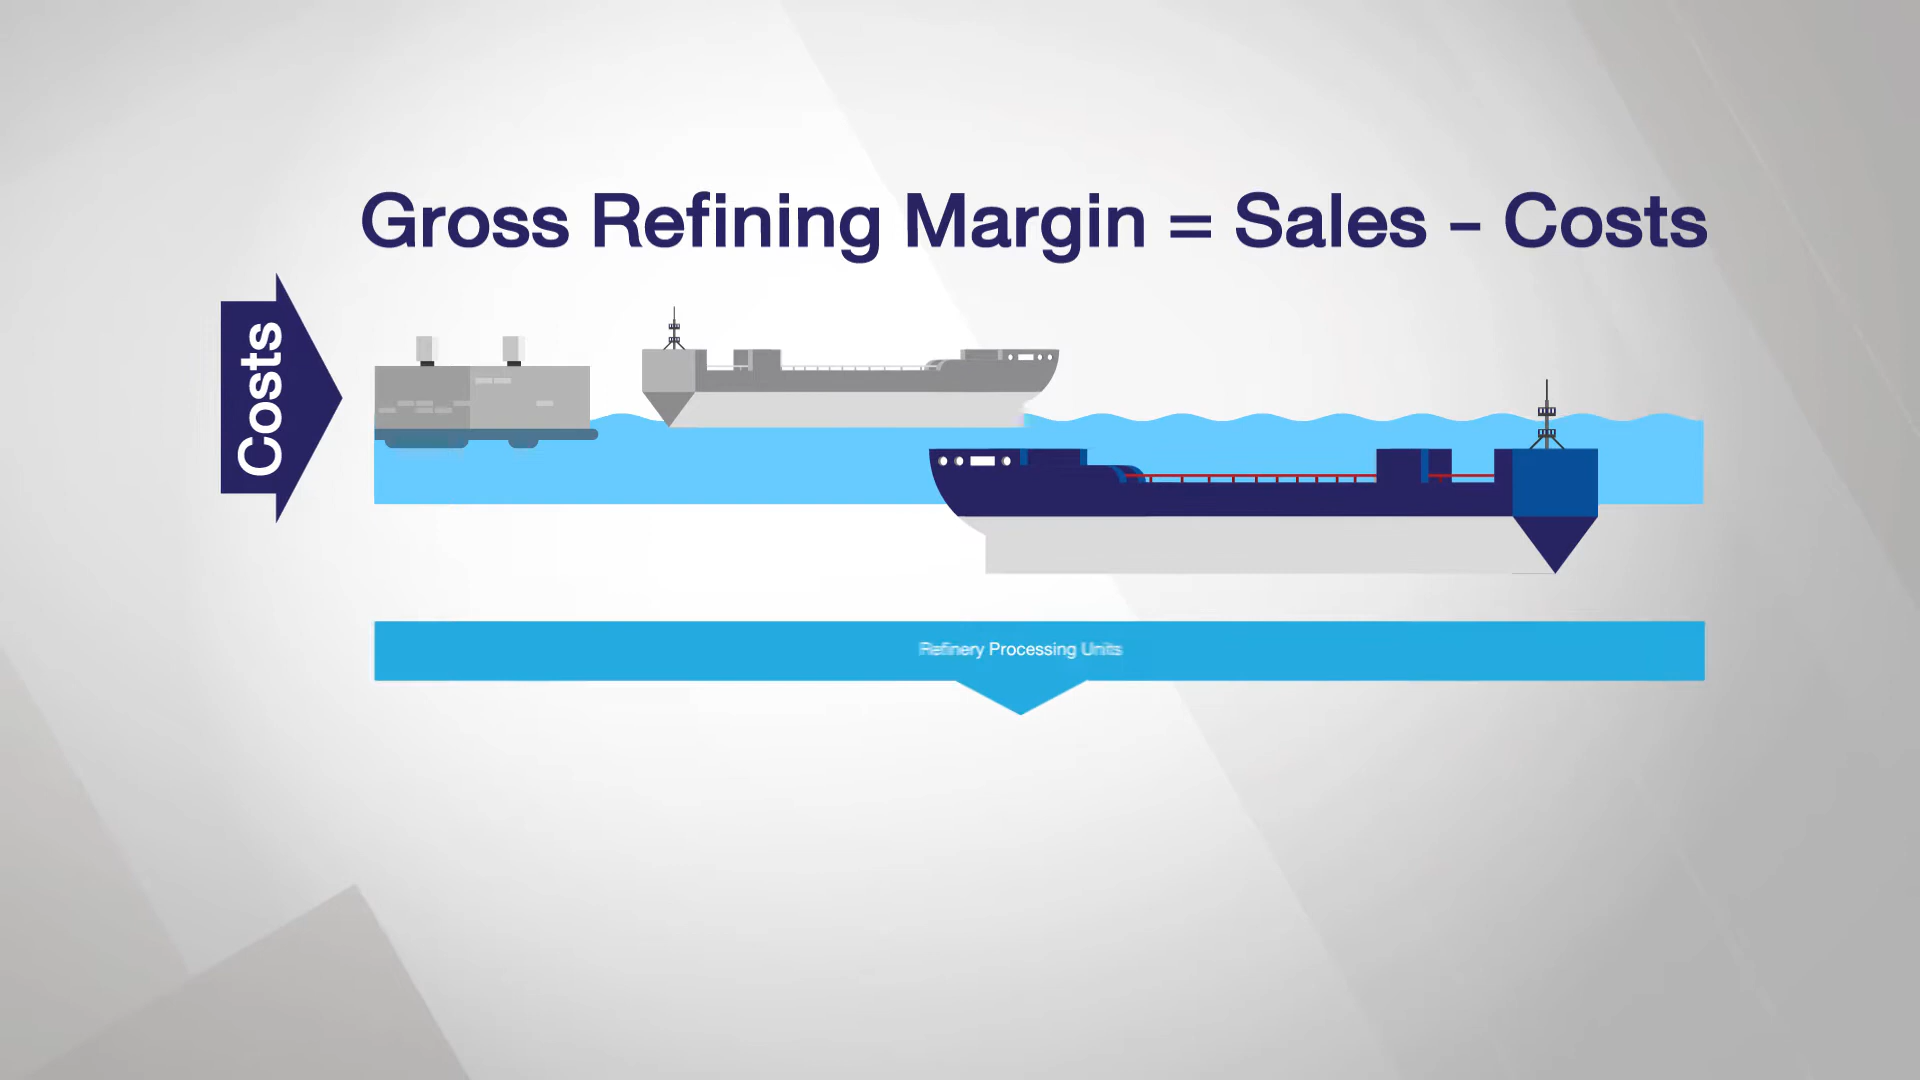 Gross Refining Margin = Sales – Costs
Costs
Refinery Processing Units